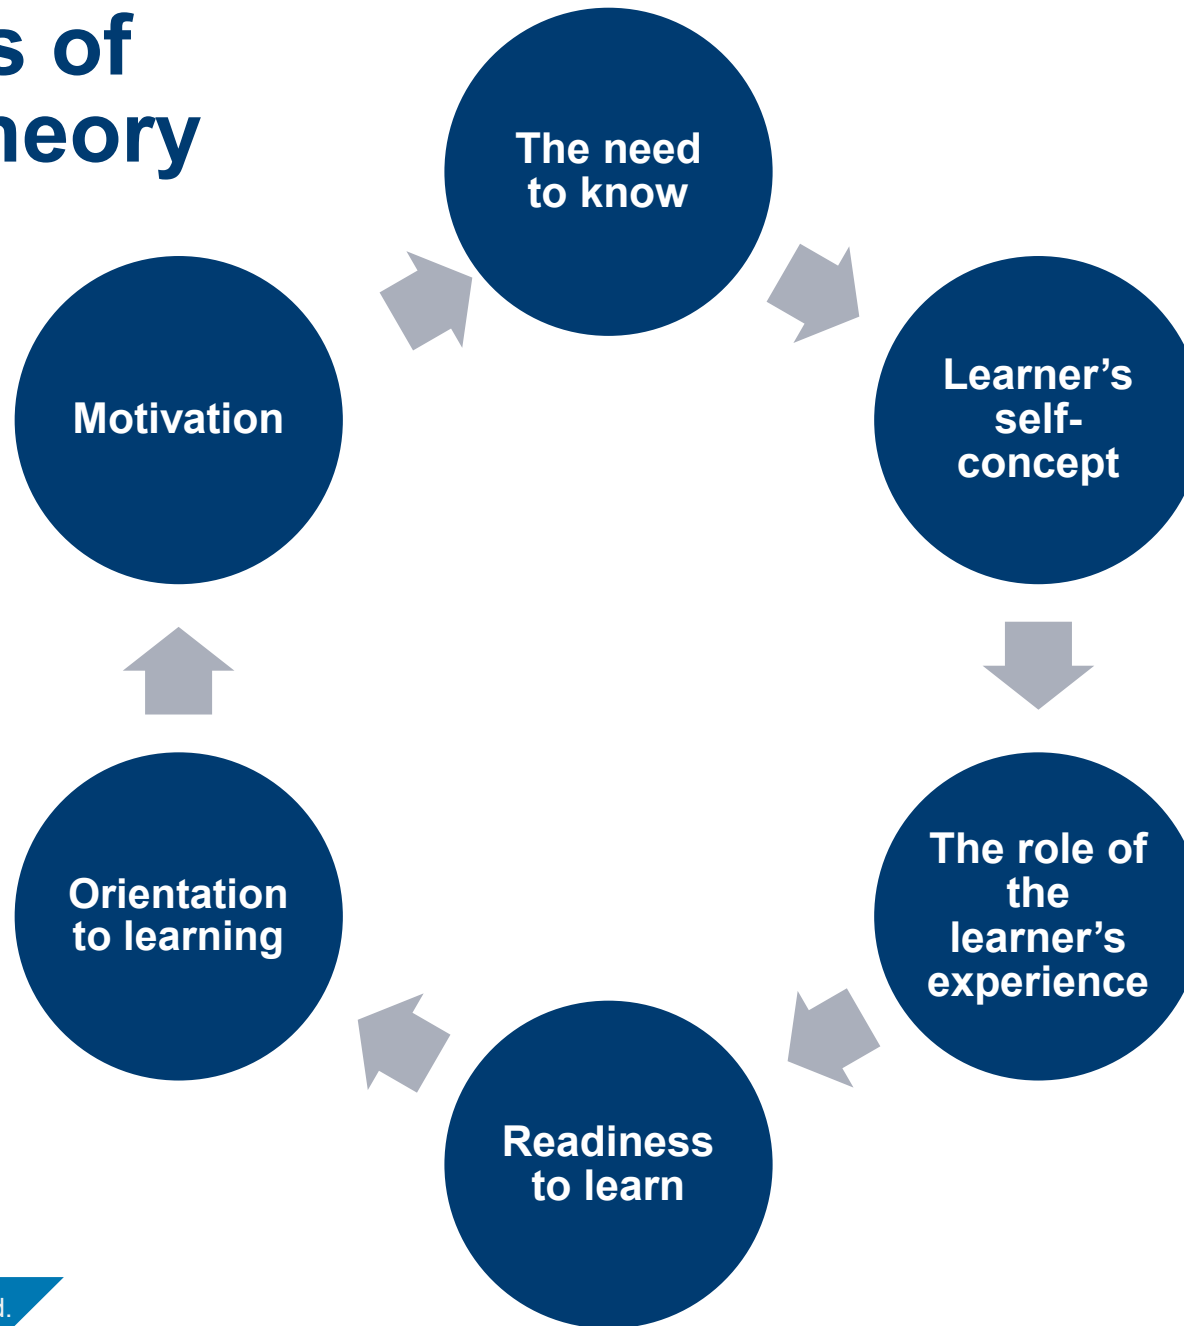 s of
heory
The need
to know
Learner’s
self-
concept
The role of
the
learner’s
experience
Readiness
to learn
Orientation
to learning
Motivation
d.